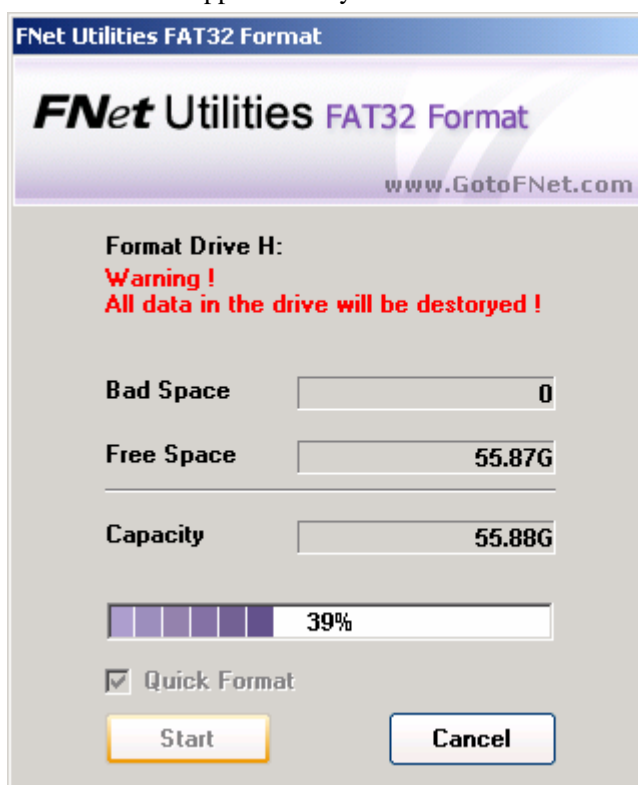 FNet Utilities FAT32 Format
FNet Utilities FAT32 Format
www.GotoFNet.com
Format Drive H:
Warning !
All data in the drive will be destoryed !
Bad Space 0
Free Space 55.87G
Capacity 55.88G
39%
Quick Format
Start Cancel